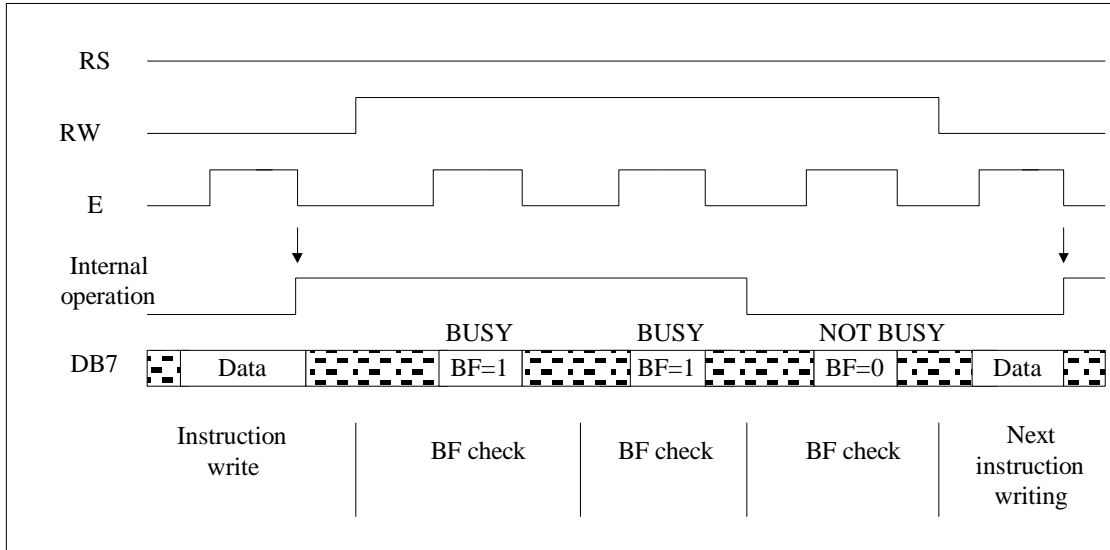 RS
RW
E
Internal
operation
BUSY BUSY NOT BUSY
DB7 Data BF=1 BF=1 BF=0 Data
Instruction
write
BF check BF check BF check
Next
instruction
writing